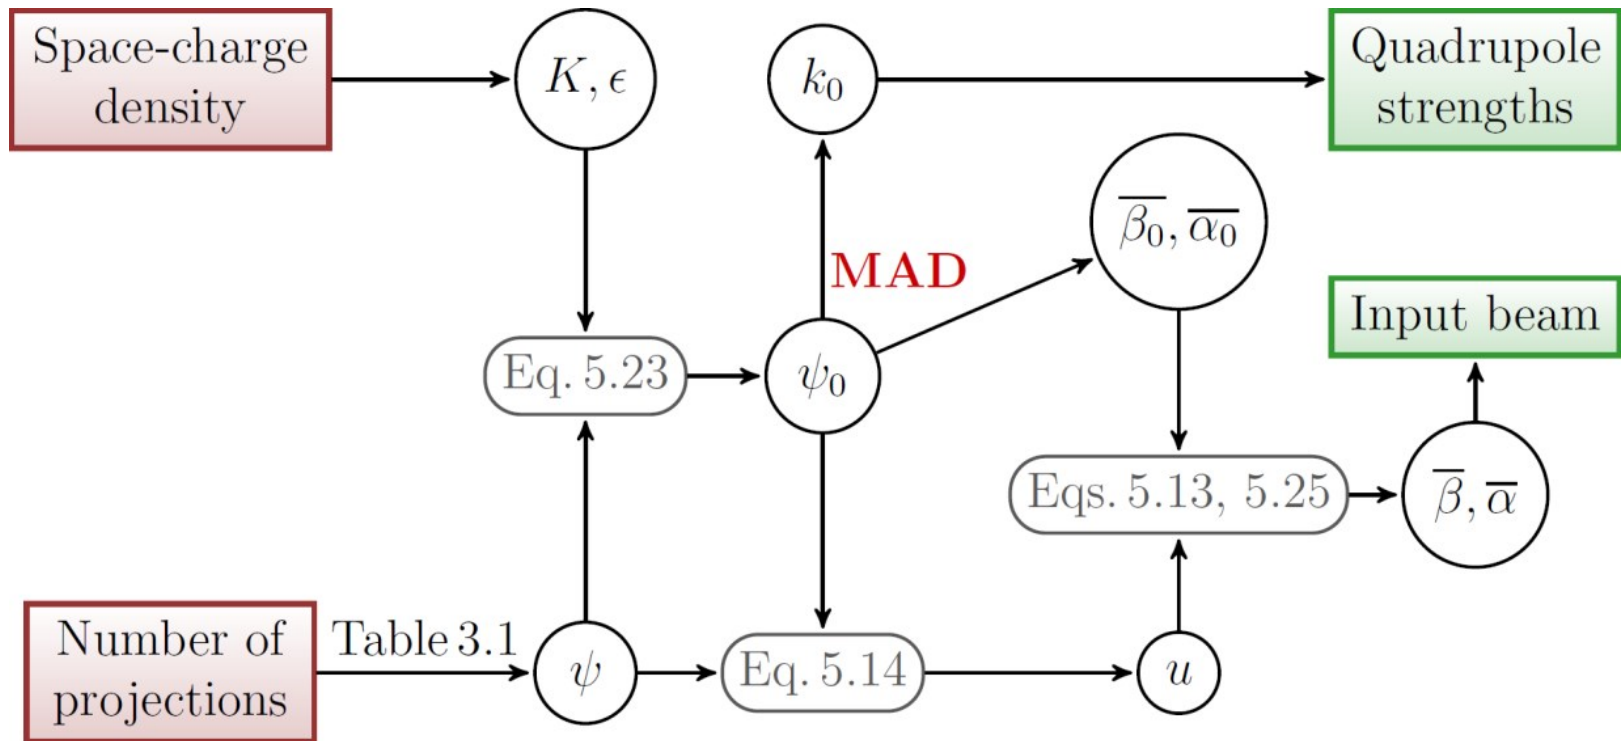 Space-charge
density
K, ϵ
k₀
Quadrupole
strengths
β̅₀, α̅₀
MAD
Input beam
Eq. 5.23
ψ₀
Eqs. 5.13, 5.25
β̅, α̅
Number of
projections
Table 3.1
ψ
Eq. 5.14
u